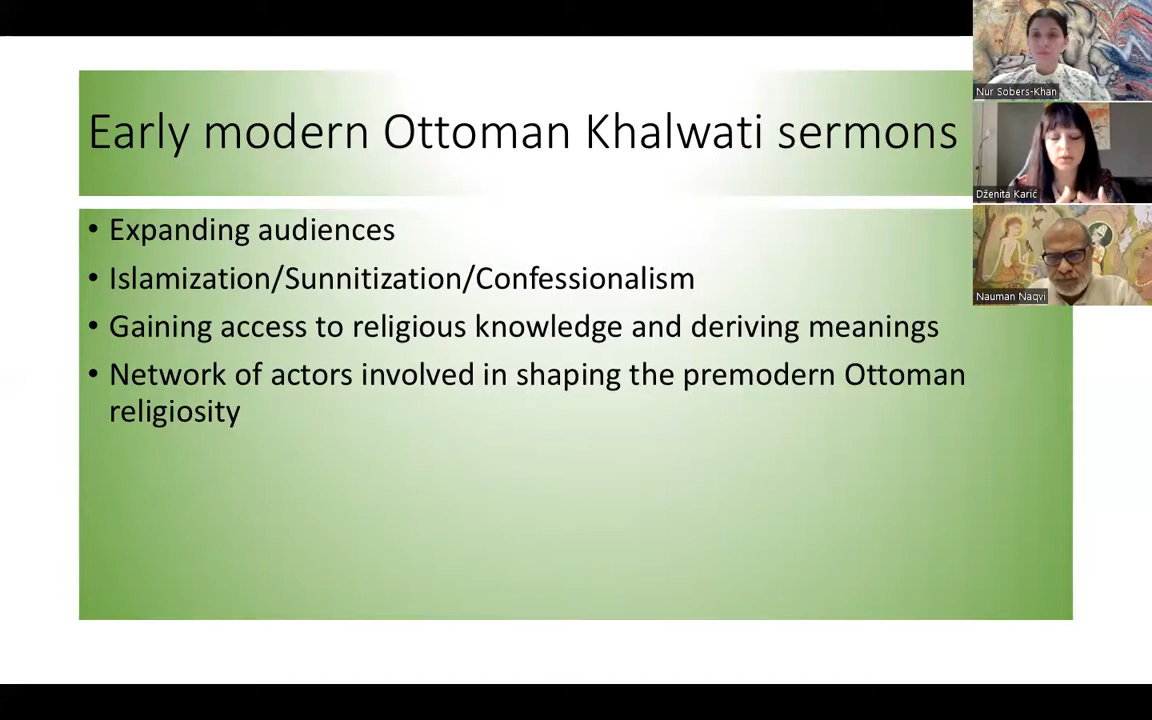 Early modern Ottoman Khalwati sermons
• Expanding audiences
• Islamization/Sunnitization/Confessionalism
• Gaining access to religious knowledge and deriving meanings
• Network of actors involved in shaping the premodern Ottoman
religiosity
Nur Sobers-Khan
Dženita Karić
Nauman Naqvi